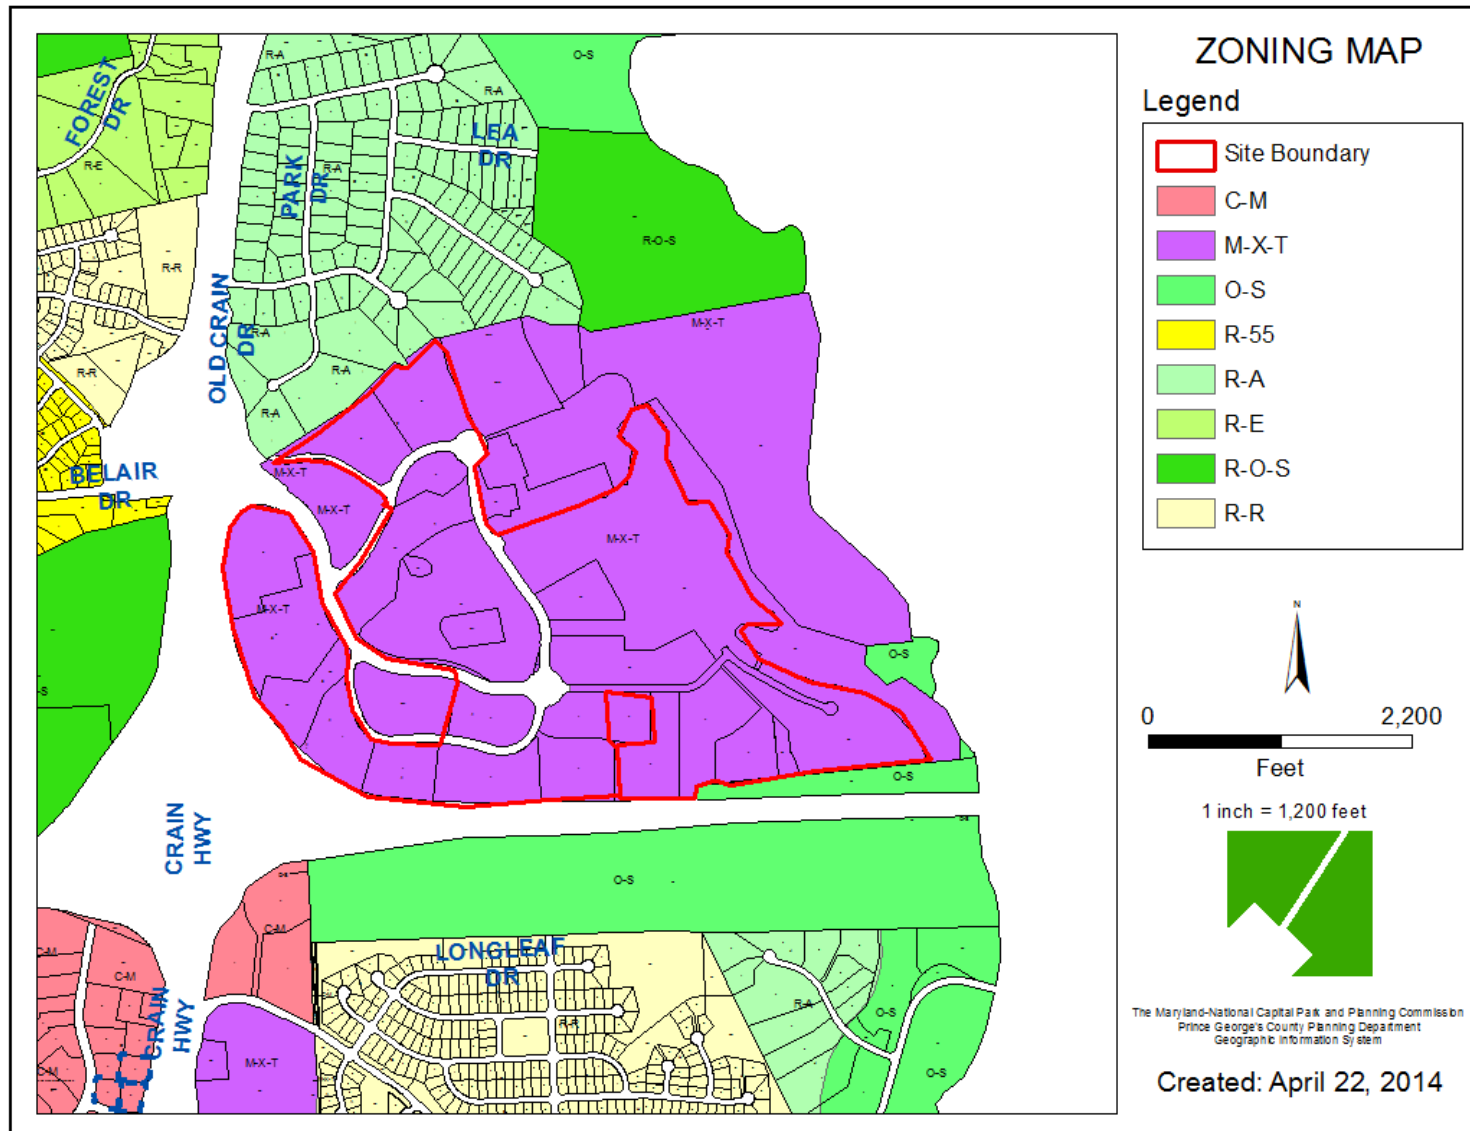 ZONING MAP
Legend
Site Boundary
C-M
M-X-T
O-S
R-55
R-A
R-E
R-O-S
R-R
N
0 2,200
Feet
1 inch = 1,200 feet
The Maryland-National Capital Park and Planning Commission
Prince George's County Planning Department
Geographic Information System
Created: April 22, 2014
R-A
O-S
R-A
FOREST
DR
LEA
DR
R-E
R-A
PARK
DR
R-O-S
R-R
OLD CRAIN
DR
R-A
M-X-T
R-R
R-A
R-A
BELAIR
DR
M-X-T
M-X-T
M-X-T
M-X-T
O-S
-S
O-S
CRAIN
HWY
O-S
C-M
LONGLEAF
DR
C-M
C-M
R-A
O-S
R-R
CRAIN
HWY
M-X-T
C-M
O-S